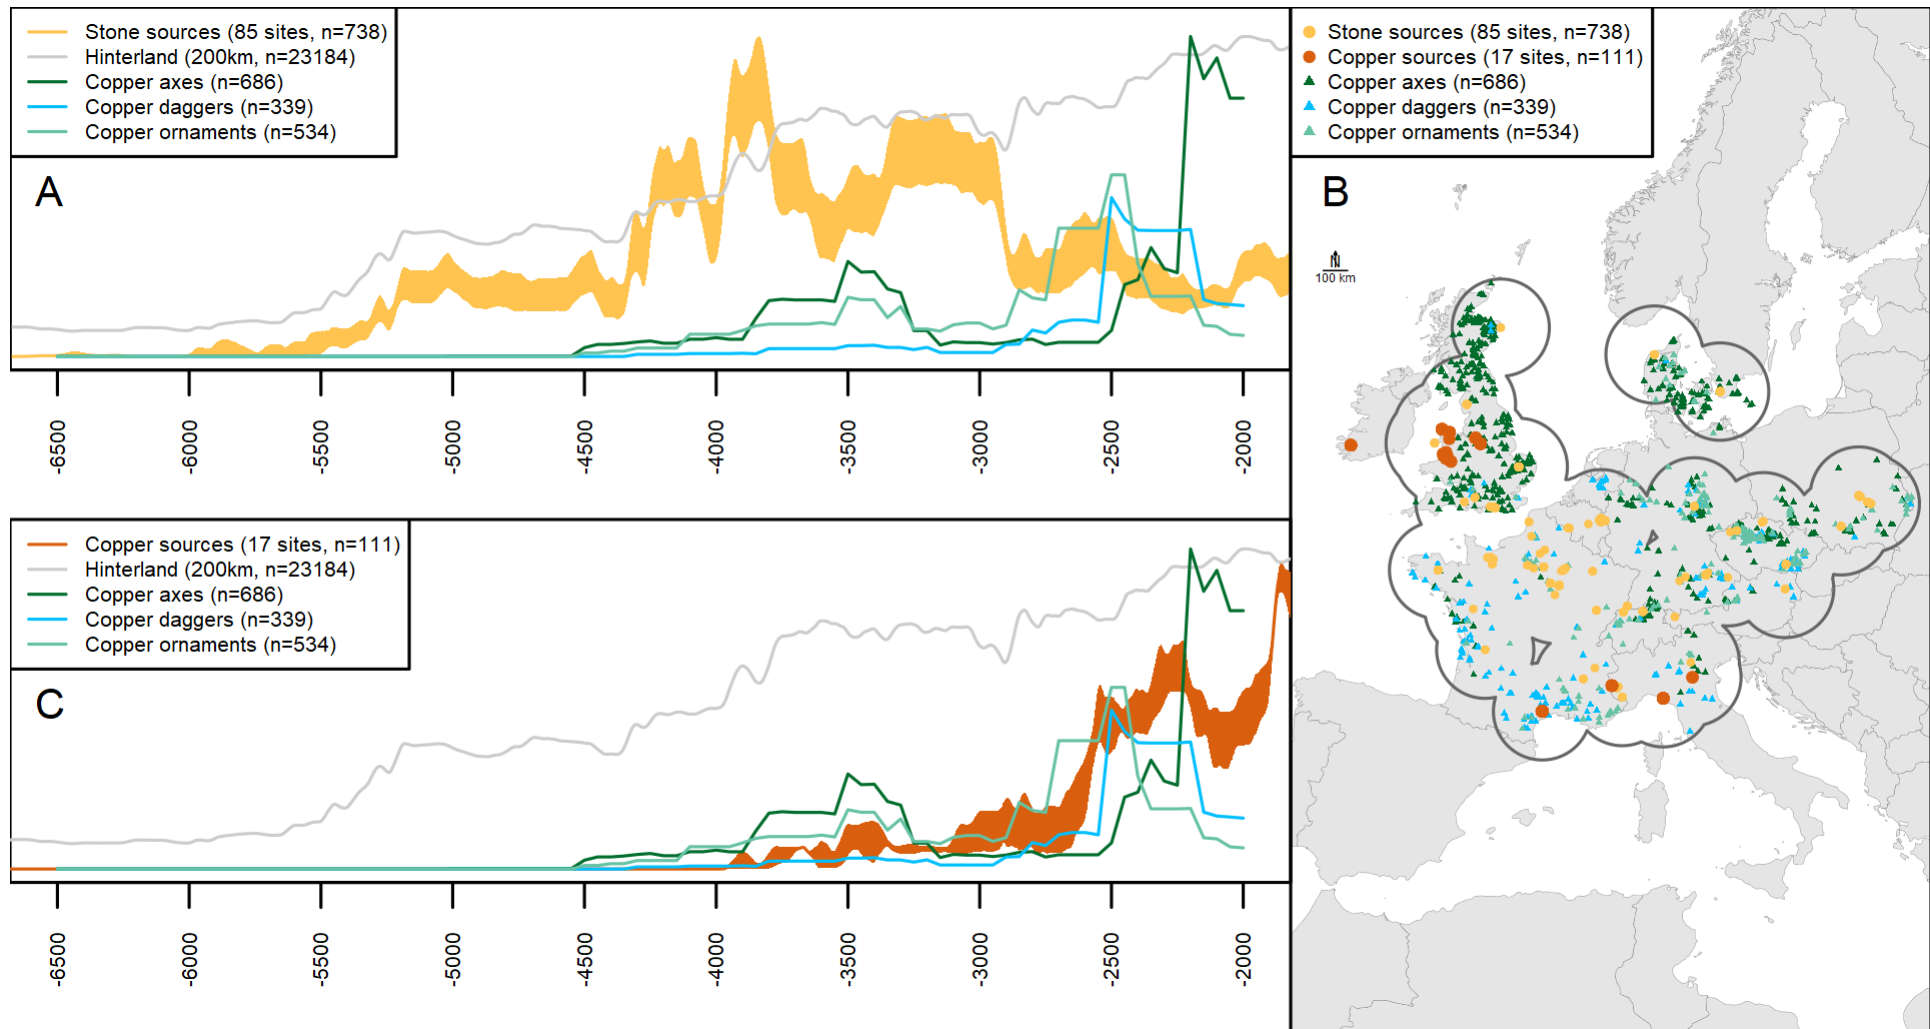 Stone sources (85 sites, n=738)
Hinterland (200km, n=23184)
Copper axes (n=686)
Copper daggers (n=339)
Copper ornaments (n=534)
A
-6500
-6000
-5500
-5000
-4500
-4000
-3500
-3000
-2500
-2000
Copper sources (17 sites, n=111)
Hinterland (200km, n=23184)
Copper axes (n=686)
Copper daggers (n=339)
Copper ornaments (n=534)
C
-6500
-6000
-5500
-5000
-4500
-4000
-3500
-3000
-2500
-2000
Stone sources (85 sites, n=738)
Copper sources (17 sites, n=111)
Copper axes (n=686)
Copper daggers (n=339)
Copper ornaments (n=534)
B
N
100 km